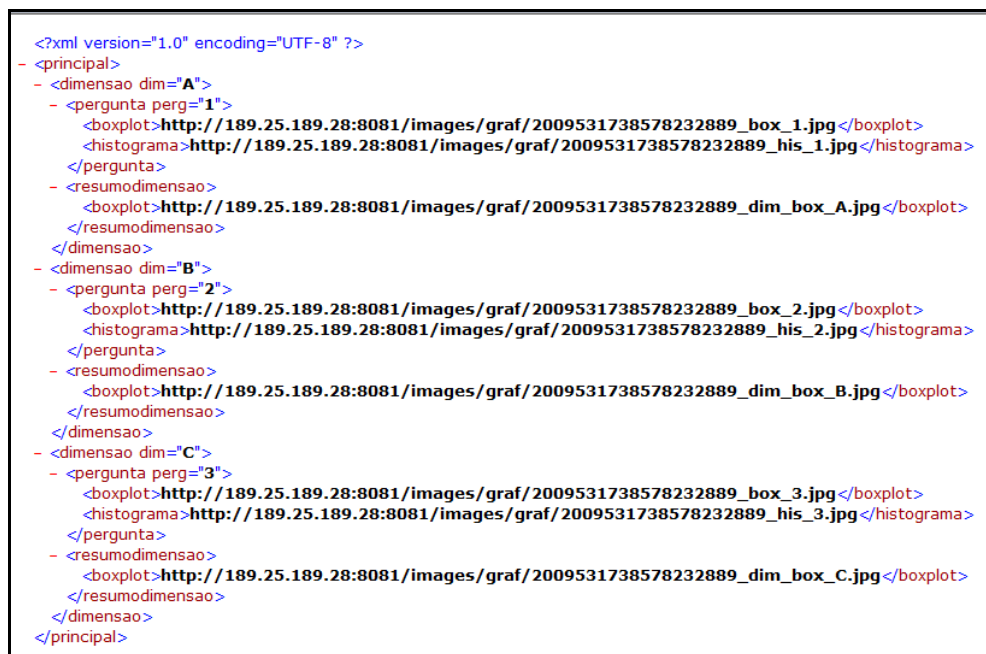 <?xml version="1.0" encoding="UTF-8" ?>
- <principal>
- <dimensao dim="A">
- <pergunta perg="1">
<boxplot>http://189.25.189.28:8081/images/graf/2009531738578232889_box_1.jpg</boxplot>
<histograma>http://189.25.189.28:8081/images/graf/2009531738578232889_his_1.jpg</histograma>
</pergunta>
- <resumodimensao>
<boxplot>http://189.25.189.28:8081/images/graf/2009531738578232889_dim_box_A.jpg</boxplot>
</resumodimensao>
</dimensao>
- <dimensao dim="B">
- <pergunta perg="2">
<boxplot>http://189.25.189.28:8081/images/graf/2009531738578232889_box_2.jpg</boxplot>
<histograma>http://189.25.189.28:8081/images/graf/2009531738578232889_his_2.jpg</histograma>
</pergunta>
- <resumodimensao>
<boxplot>http://189.25.189.28:8081/images/graf/2009531738578232889_dim_box_B.jpg</boxplot>
</resumodimensao>
</dimensao>
- <dimensao dim="C">
- <pergunta perg="3">
<boxplot>http://189.25.189.28:8081/images/graf/2009531738578232889_box_3.jpg</boxplot>
<histograma>http://189.25.189.28:8081/images/graf/2009531738578232889_his_3.jpg</histograma>
</pergunta>
- <resumodimensao>
<boxplot>http://189.25.189.28:8081/images/graf/2009531738578232889_dim_box_C.jpg</boxplot>
</resumodimensao>
</dimensao>
</principal>